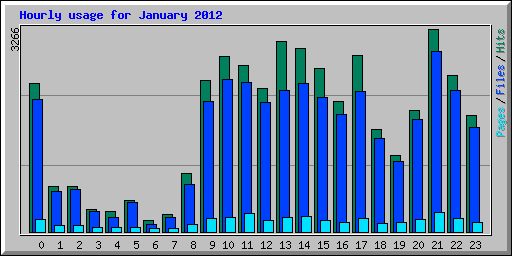 Hourly usage for January 2012
3266
Pages/Files/Hits
0 1 2 3 4 5 6 7 8 9 10 11 12 13 14 15 16 17 18 19 20 21 22 23